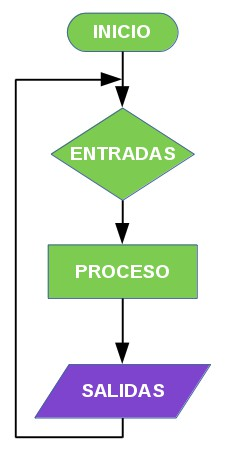 INICIO
ENTRADAS
PROCESO
SALIDAS